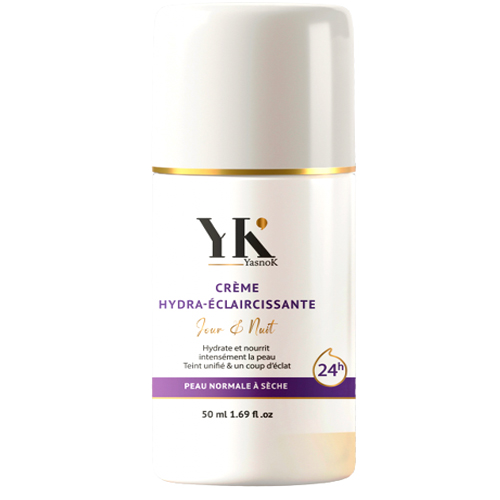 YK
YasnoK
CRÈME
HYDRA-ÉCLAIRCISSANTE
Jour & Nuit
Hydrate et nourrit
intensément la peau
Teint unifié & un coup d'éclat
24h
PEAU NORMALE À SÈCHE
50 ml 1.69 fl.oz